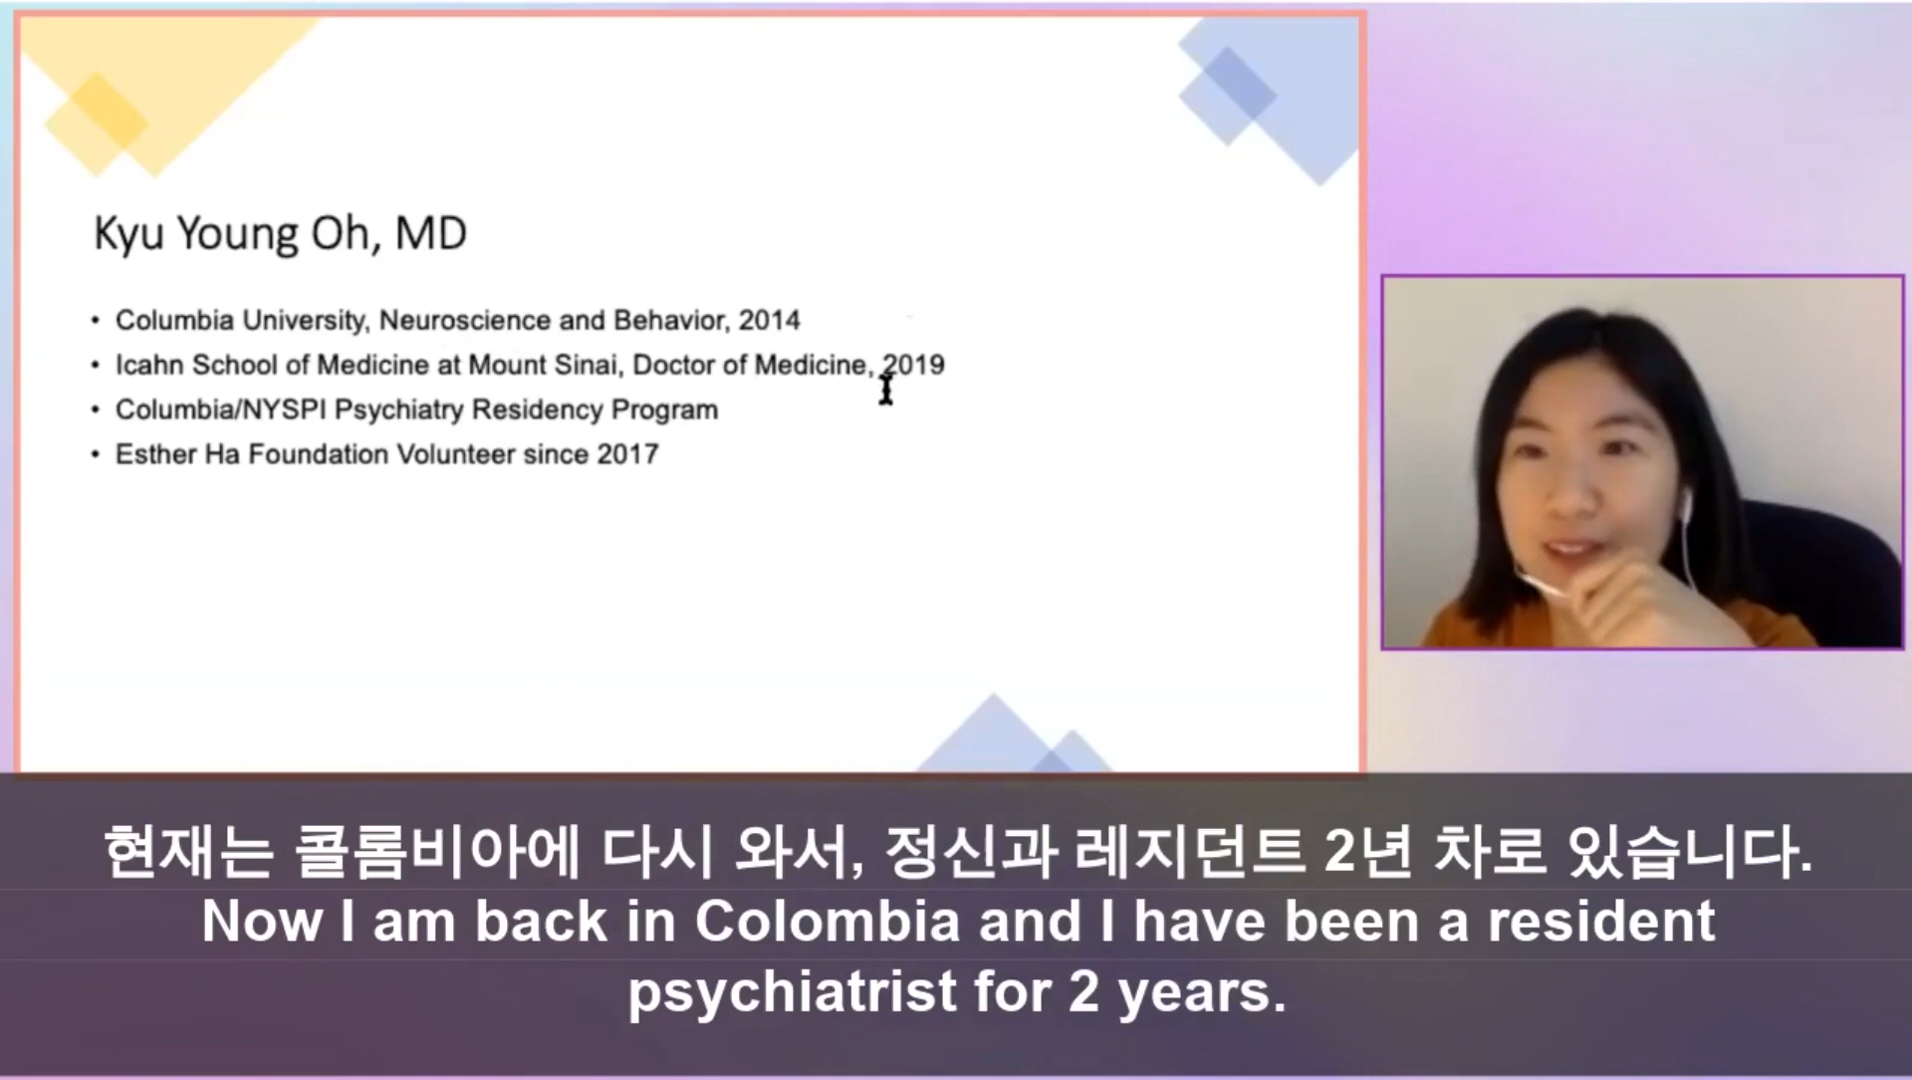 Kyu Young Oh, MD
• Columbia University, Neuroscience and Behavior, 2014
• Icahn School of Medicine at Mount Sinai, Doctor of Medicine, 2019
• Columbia/NYSPI Psychiatry Residency Program
• Esther Ha Foundation Volunteer since 2017
현재는 콜롬비아에 다시 와서, 정신과 레지던트 2년 차로 있습니다.
Now I am back in Colombia and I have been a resident
psychiatrist for 2 years.